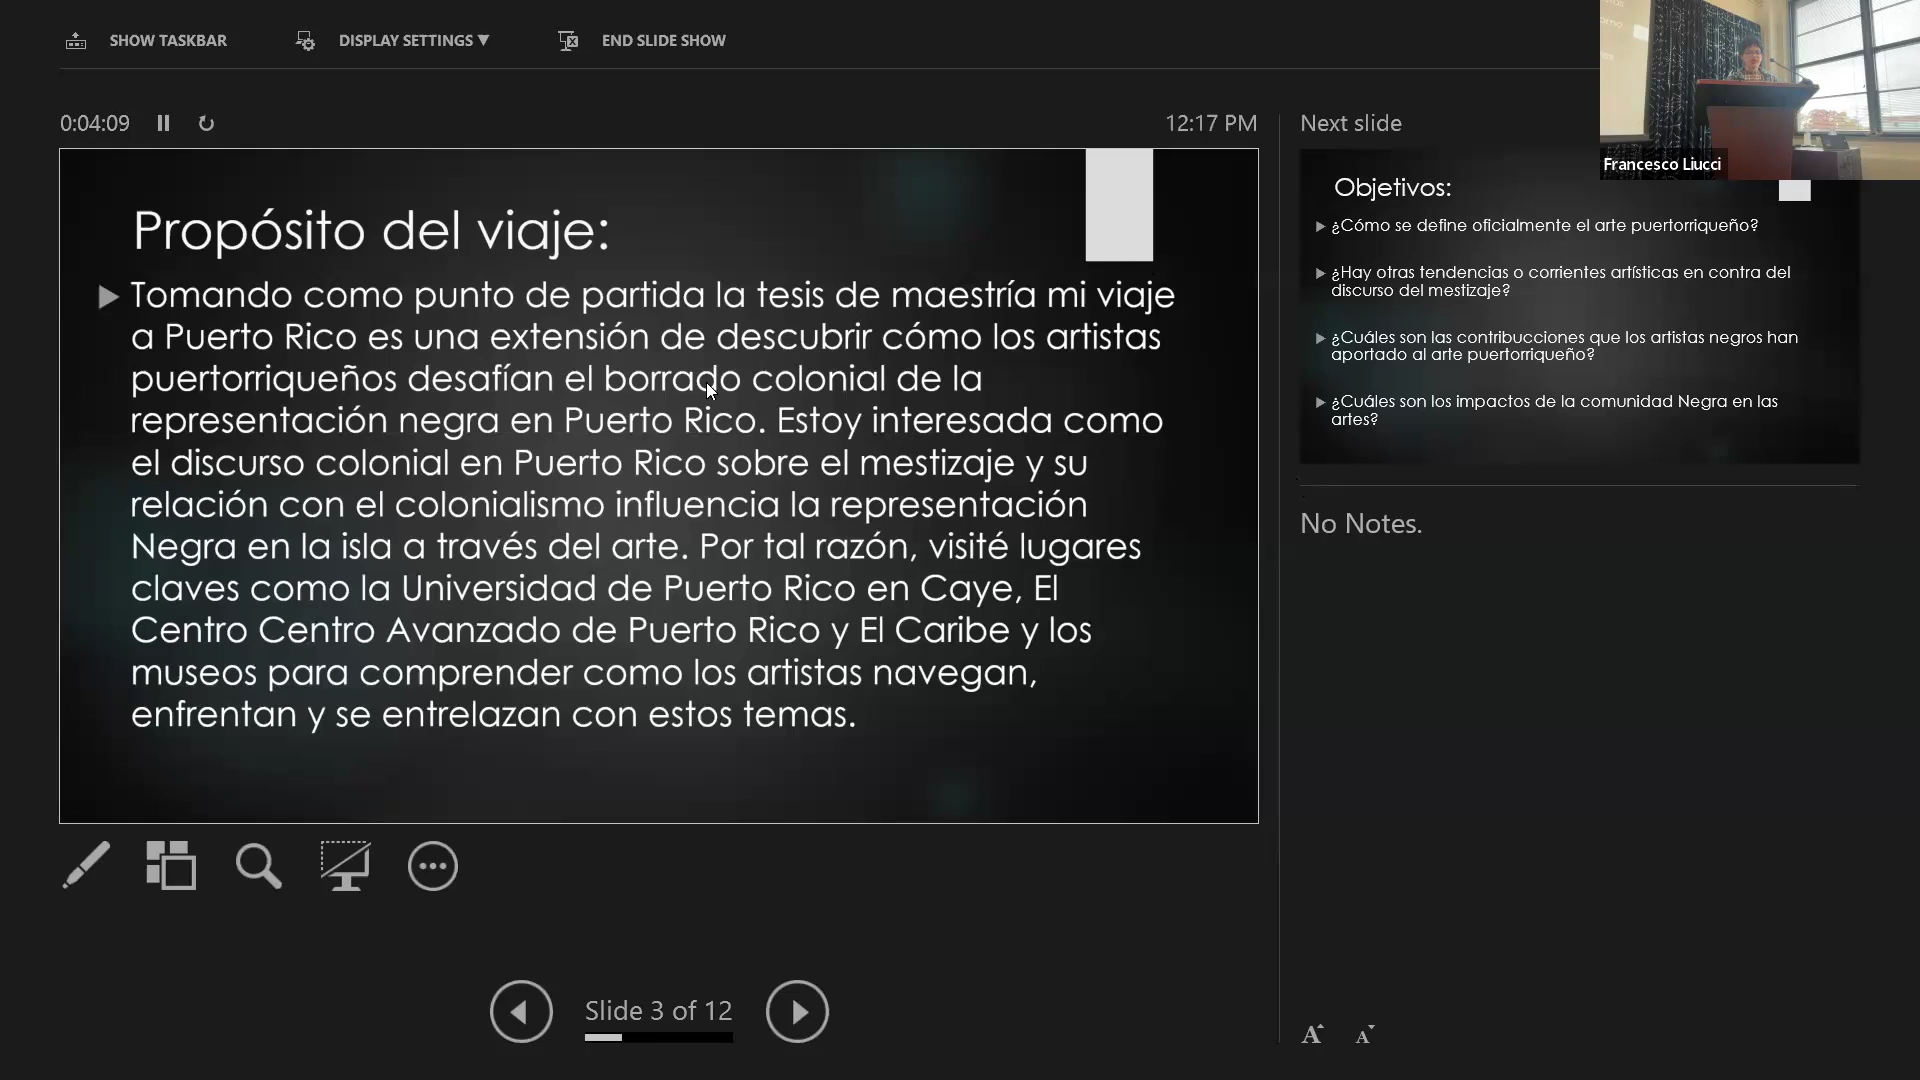 SHOW TASKBAR
DISPLAY SETTINGS ▼
END SLIDE SHOW
0:04:09
12:17 PM
Next slide
Francesco Liucci
Propósito del viaje:
Tomando como punto de partida la tesis de maestría mi viaje
a Puerto Rico es una extensión de descubrir cómo los artistas
puertorriqueños desafían el borrado colonial de la
representación negra en Puerto Rico. Estoy interesada como
el discurso colonial en Puerto Rico sobre el mestizaje y su
relación con el colonialismo influencia la representación
Negra en la isla a través del arte. Por tal razón, visité lugares
claves como la Universidad de Puerto Rico en Caye, El
Centro Centro Avanzado de Puerto Rico y El Caribe y los
museos para comprender como los artistas navegan,
enfrentan y se entrelazan con estos temas.
Objetivos:
¿Cómo se define oficialmente el arte puertorriqueño?
¿Hay otras tendencias o corrientes artísticas en contra del
discurso del mestizaje?
¿Cuáles son las contribucciones que los artistas negros han
aportado al arte puertorriqueño?
¿Cuáles son los impactos de la comunidad Negra en las
artes?
No Notes.
Slide 3 of 12
A A